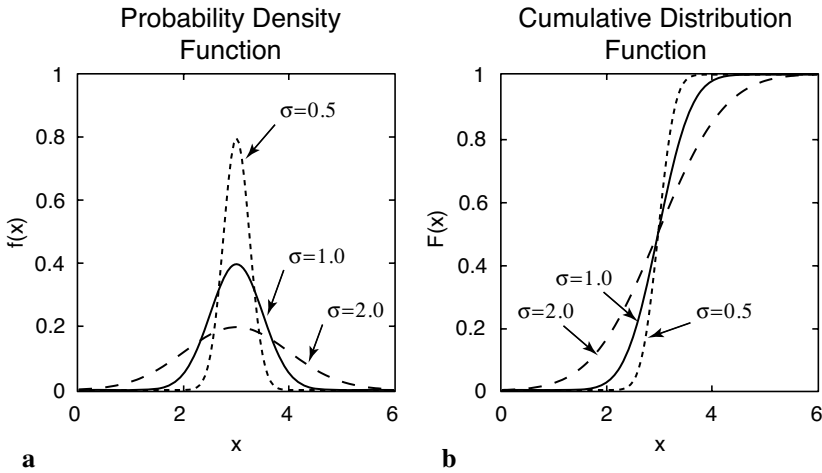 Probability Density
Function
1
0.8
0.6
0.4
0.2
0
f(x)
σ=0.5
σ=1.0
σ=2.0
0 2 4 6
x
a
Cumulative Distribution
Function
1
0.8
0.6
0.4
0.2
0
F(x)
σ=1.0
σ=2.0
σ=0.5
0 2 4 6
x
b